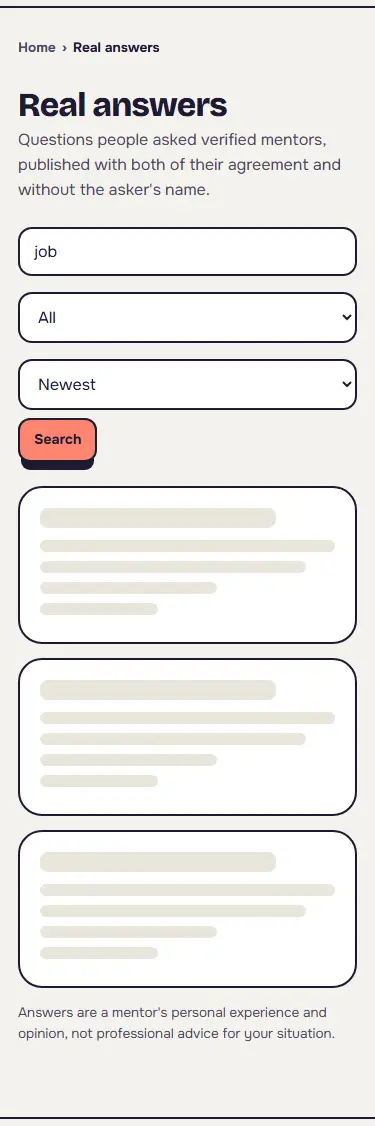 Home › Real answers
Real answers
Questions people asked verified mentors,
published with both of their agreement and
without the asker's name.
job
All
Newest
Search
Answers are a mentor's personal experience and
opinion, not professional advice for your situation.